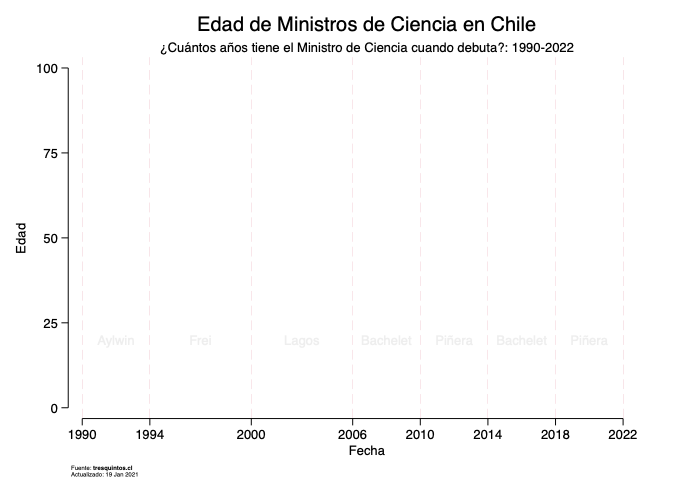 Edad de Ministros de Ciencia en Chile
¿Cuántos años tiene el Ministro de Ciencia cuando debuta?: 1990-2022
100
75
50
25
0
Edad
Aylwin Frei Lagos Bachelet Piñera Bachelet Piñera
1990 1994 2000 2006 2010 2014 2018 2022
Fecha
Fuente: tresquintos.cl
Actualizado: 19 Jan 2021